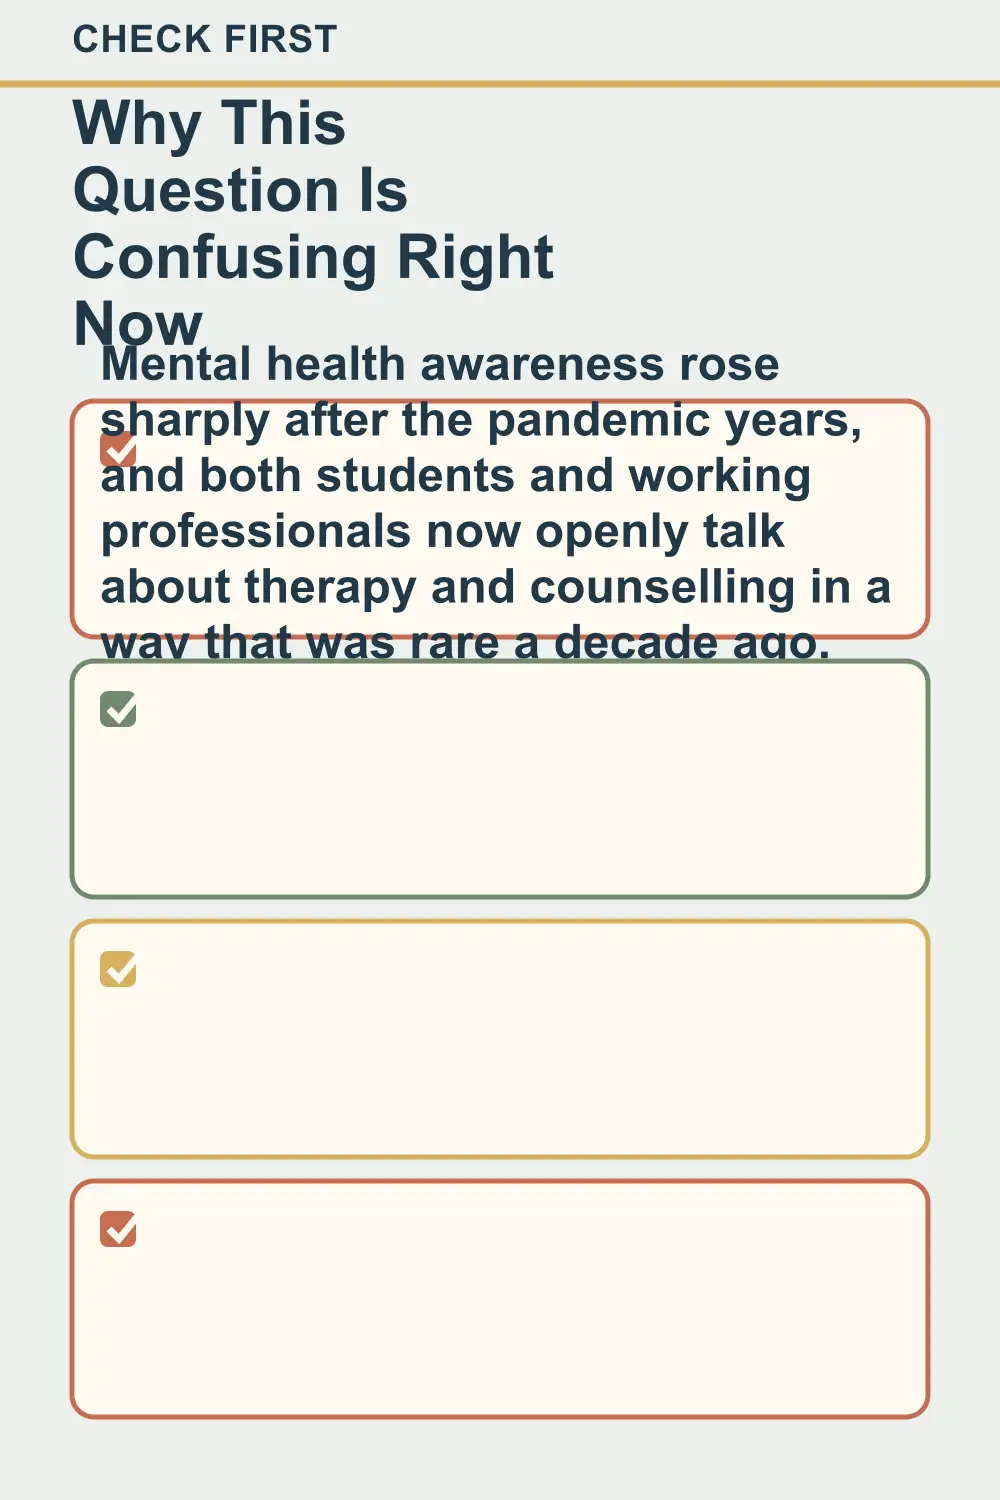 CHECK FIRST
Why This
Question Is
Confusing Right
Now
Mental health awareness rose
sharply after the pandemic years,
and both students and working
professionals now openly talk
about therapy and counselling in a
way that was rare a decade ago.